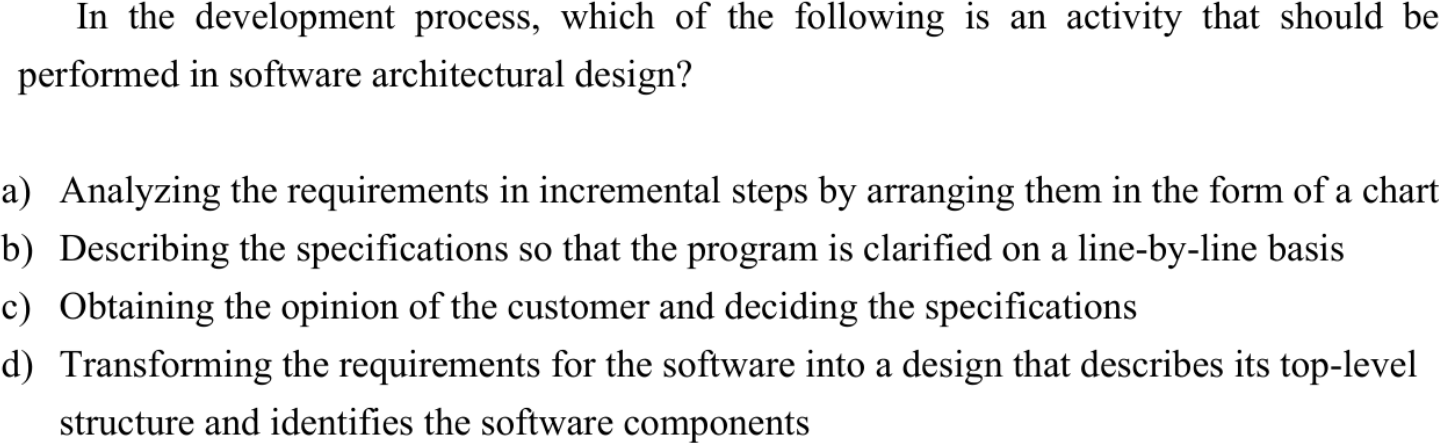 In the development process, which of the following is an activity that should be
performed in software architectural design?
a) Analyzing the requirements in incremental steps by arranging them in the form of a chart
b) Describing the specifications so that the program is clarified on a line-by-line basis
c) Obtaining the opinion of the customer and deciding the specifications
d) Transforming the requirements for the software into a design that describes its top-level
structure and identifies the software components